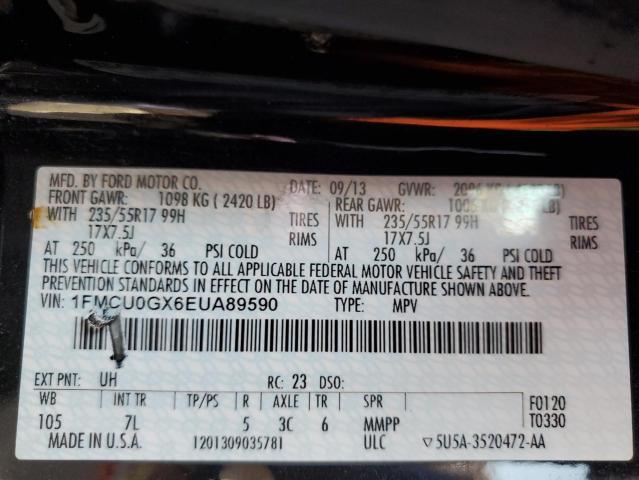 MFD. BY FORD MOTOR CO. DATE: 09/13 GVWR:
FRONT GAWR: 1098 KG ( 2420 LB) REAR GAWR:
WITH 235/55R17 99H TIRES WITH 235/55R17 99H TIRES
17X7.5J RIMS 17X7.5J RIMS
AT 250 kPa/ 36 PSI COLD AT 250 kPa/ 36 PSI COLD
THIS VEHICLE CONFORMS TO ALL APPLICABLE FEDERAL MOTOR VEHICLE SAFETY AND THEFT
PREVENTION STANDARDS IN EFFECT ON THE DATE OF MANUFACTURE SHOWN ABOVE.
VIN: 1FMCU0GX6EUA89590 TYPE: MPV
EXT PNT: UH RC: 23 DSO:
WB INT TR TP/PS R AXLE TR SPR F0120
105 7L 5 3C 6 MMPP T0330
MADE IN U.S.A. 1201309035781 ULC ▽5U5A-3520472-AA